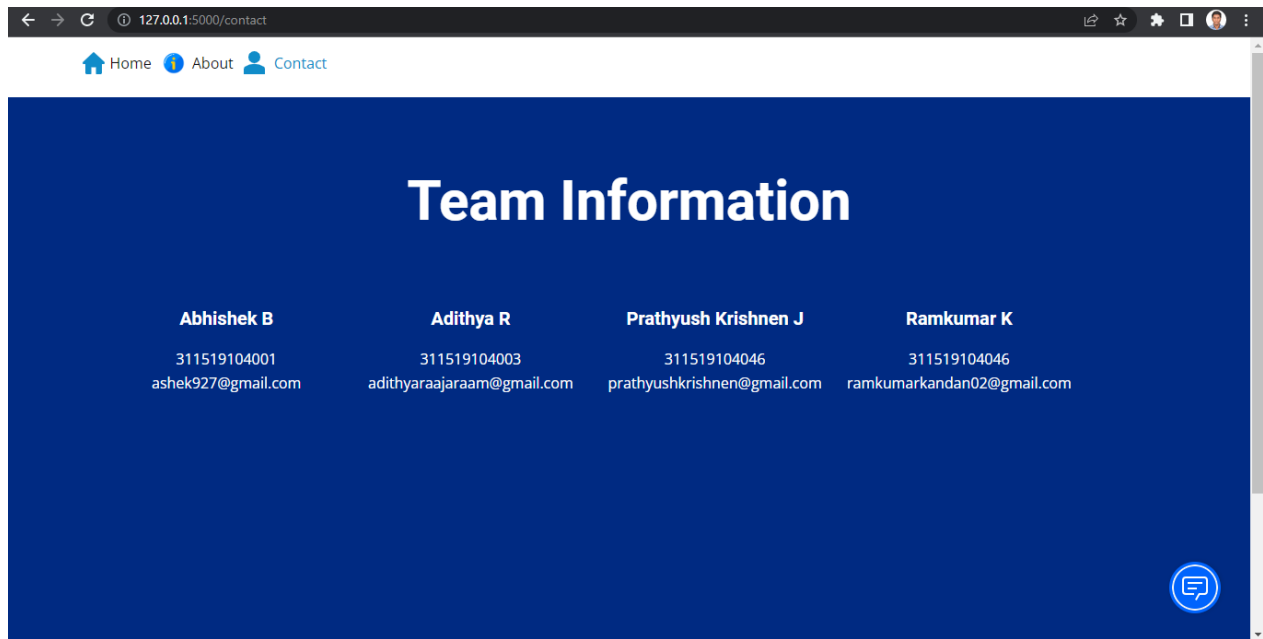 127.0.0.1:5000/contact
Home About Contact
Team Information
Abhishek B
311519104001
ashek927@gmail.com
Adithya R
311519104003
adithyaraajaraam@gmail.com
Prathyush Krishnen J
311519104046
prathyushkrishnen@gmail.com
Ramkumar K
311519104046
ramkumarkandan02@gmail.com